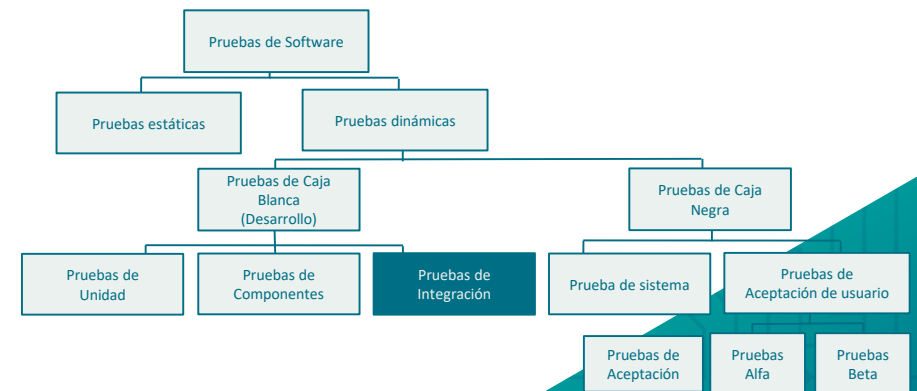 Pruebas de Software
Pruebas estáticas
Pruebas dinámicas
Pruebas de Caja
Blanca
(Desarrollo)
Pruebas de Caja
Negra
Pruebas de
Unidad
Pruebas de
Componentes
Pruebas de
Integración
Prueba de sistema
Pruebas de
Aceptación de usuario
Pruebas de
Aceptación
Pruebas
Alfa
Pruebas
Beta